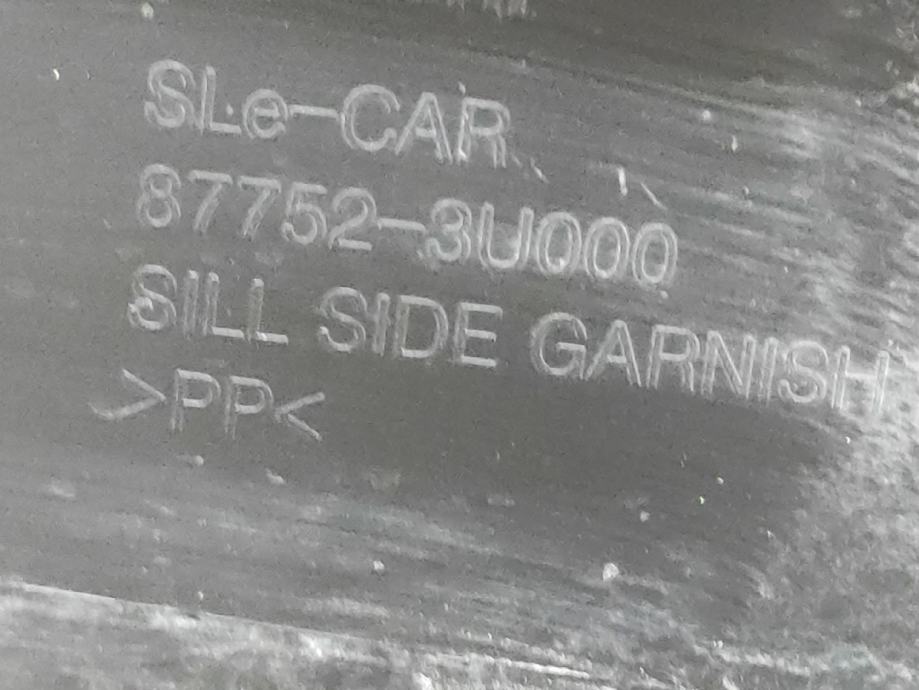 SLe-CAR
87752-3U000
SILL SIDE GARNISH
>PP<